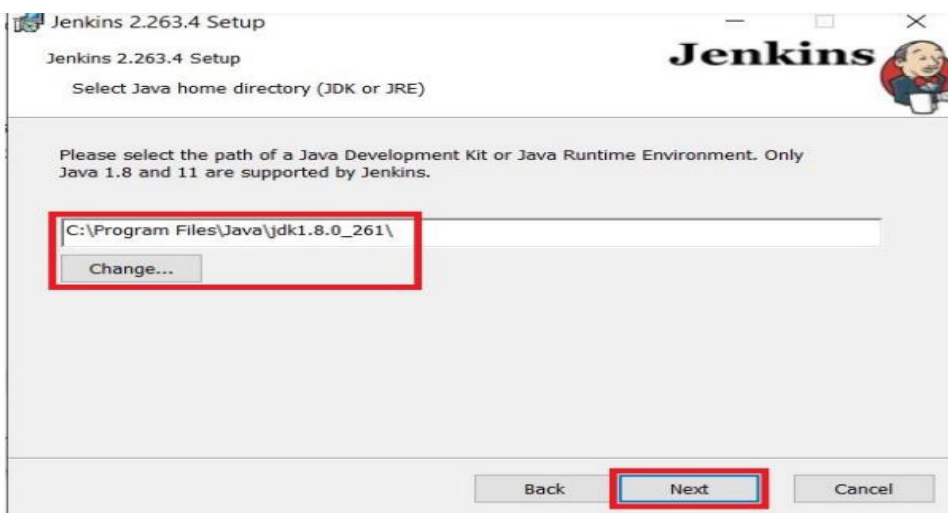 Jenkins 2.263.4 Setup
Jenkins 2.263.4 Setup
Jenkins
Select Java home directory (JDK or JRE)
Please select the path of a Java Development Kit or Java Runtime Environment. Only
Java 1.8 and 11 are supported by Jenkins.
C:\Program Files\Java\jdk1.8.0_261\
Change...
Back
Next
Cancel